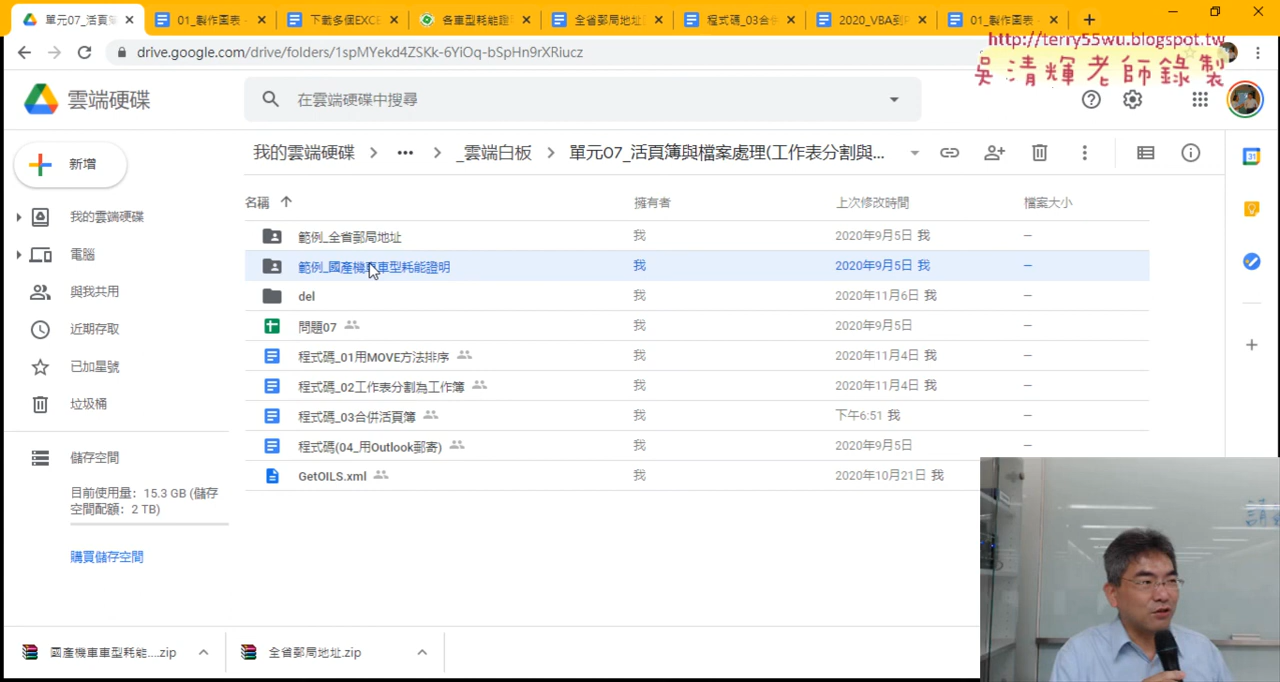 單元07_活頁簿
01_製作圖表 -
下載多個EXCE
各車型耗能證
全省郵局地址
程式碼_03合併
2020_VBA到P
01_製作圖表 -
drive.google.com/drive/folders/1spMYekd4ZSKk-6YiOq-bSpHn9rXRiucz
http://terry55wu.blogspot.tw
吳清輝老師錄製
雲端硬碟
在雲端硬碟中搜尋
新增
我的雲端硬碟
_雲端白板
單元07_活頁簿與檔案處理(工作表分割與...
31
名稱
擁有者
上次修改時間
檔案大小
我的雲端硬碟
電腦
與我共用
近期存取
已加星號
垃圾桶
儲存空間
目前使用量：15.3 GB (儲存
空間配額：2 TB)
購買儲存空間
範例_全省郵局地址 我 2020年9月5日 我 –
範例_國產機車車型耗能證明 我 2020年9月5日 我 –
del 我 2020年11月6日 我 –
問題07 我 2020年9月5日 –
程式碼_01用MOVE方法排序 我 2020年11月4日 我 –
程式碼_02工作表分割為工作簿 我 2020年11月4日 我 –
程式碼_03合併活頁簿 我 下午6:51 我 –
程式碼(04_用Outlook郵寄) 我 2020年9月5日 –
GetOILS.xml 我 2020年10月21日 我
國產機車車型耗能....zip
全省郵局地址.zip